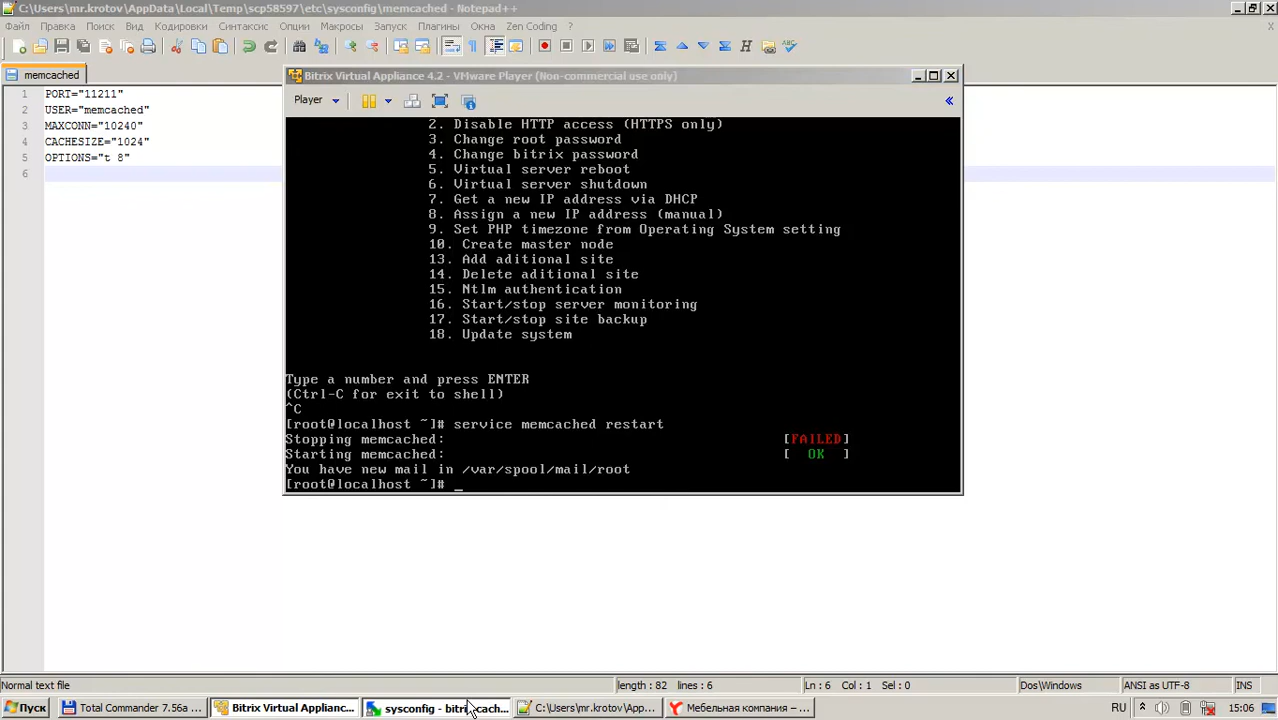 C:\Users\mr.krotov\AppData\Local\Temp\scp58597\etc\sysconfig\memcached - Notepad++
Файл Правка Поиск Вид Кодировки Синтаксис Опции Макросы Запуск Плагины Окна Zen Coding X
memcached
1 PORT="11211"
2 USER="memcached"
3 MAXCONN="10240"
4 CACHESIZE="1024"
5 OPTIONS="t 8"
6
Bitrix Virtual Appliance 4.2 - VMware Player (Non-commercial use only)
Player
2. Disable HTTP access (HTTPS only)
3. Change root password
4. Change bitrix password
5. Virtual server reboot
6. Virtual server shutdown
7. Get a new IP address via DHCP
8. Assign a new IP address (manual)
9. Set PHP timezone from Operating System setting
10. Create master node
13. Add aditional site
14. Delete aditional site
15. Ntlm authentication
16. Start/stop server monitoring
17. Start/stop site backup
18. Update system
Type a number and press ENTER
(Ctrl-C for exit to shell)
^C
[root@localhost ~]# service memcached restart
Stopping memcached: [FAILED]
Starting memcached: [ OK ]
You have new mail in /var/spool/mail/root
[root@localhost ~]# _
Normal text file length : 82 lines : 6 Ln : 6 Col : 1 Sel : 0 Dos\Windows ANSI as UTF-8 INS
Пуск Total Commander 7.56a ... Bitrix Virtual Applianc... sysconfig - bitrixcach... C:\Users\mr.krotov\App... Мебельная компания – ... RU 15:06